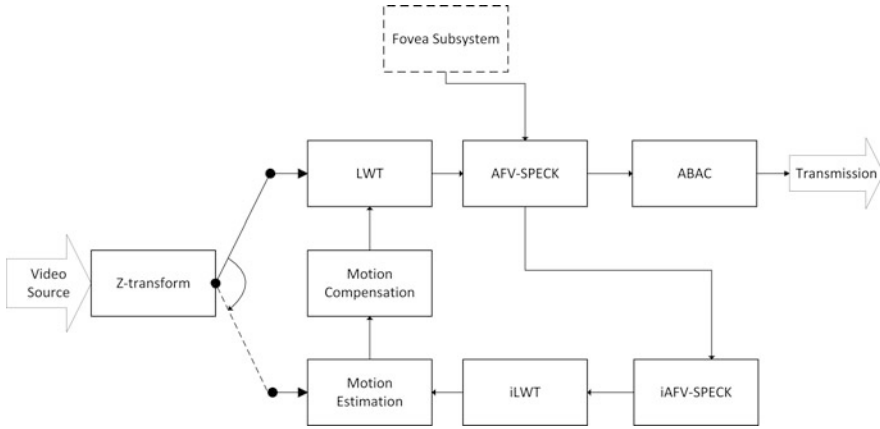 Fovea Subsystem
LWT
AFV-SPECK
ABAC
Transmission
Video
Source
Z-transform
Motion
Compensation
Motion
Estimation
iLWT
iAFV-SPECK